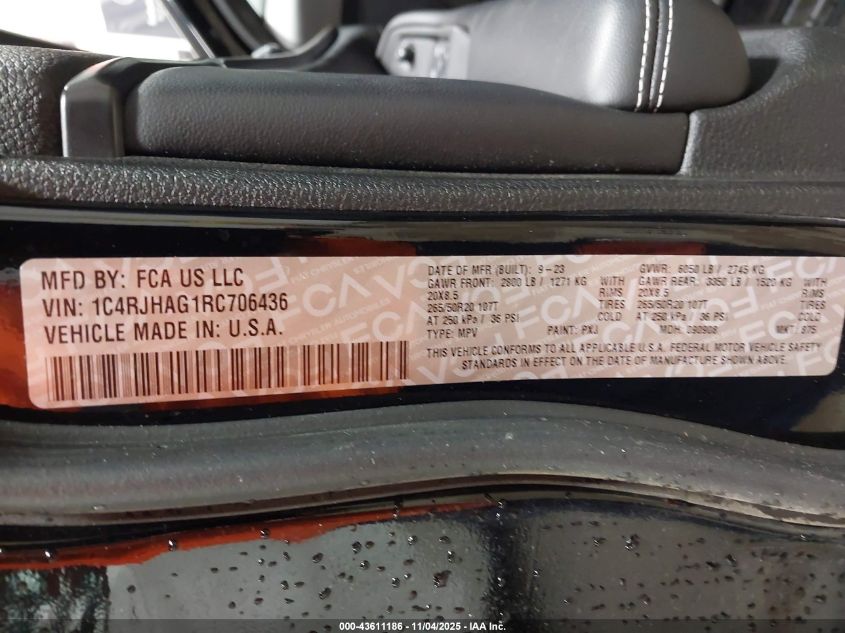 MFD BY: FCA US LLC
VIN: 1C4RJHAG1RC706436
VEHICLE MADE IN: U.S.A.
DATE OF MFR (BUILT): 9-23 GVWR: 6050 LB / 2745 KG
GAWR FRONT: 2800 LB / 1271 KG WITH GAWR REAR: 3350 LB / 1520 KG WITH
20X8.5 RIMS 20X8.5 RIMS
265/50R20 107T TIRES 265/50R20 107T TIRES
AT 250 kPa / 36 PSI COLD AT 250 kPa / 36 PSI COLD
TYPE: MPV PAINT: PXJ MDH: 090908 MKT: 875
THIS VEHICLE CONFORMS TO ALL APPLICABLE U.S.A. FEDERAL MOTOR VEHICLE SAFETY
STANDARDS IN EFFECT ON THE DATE OF MANUFACTURE SHOWN ABOVE.
000-43611186 - 11/04/2025 - IAA Inc.